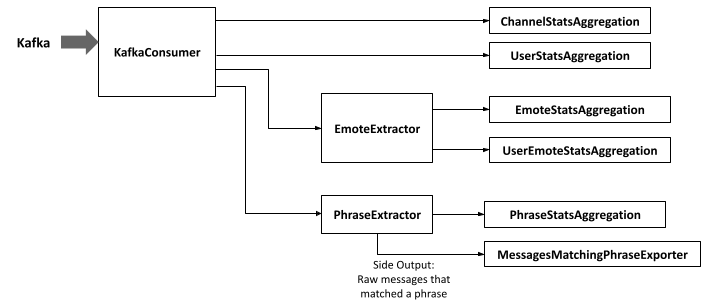 ChannelStatsAggregation
Kafka
KafkaConsumer
UserStatsAggregation
EmoteStatsAggregation
EmoteExtractor
UserEmoteStatsAggregation
PhraseExtractor
PhraseStatsAggregation
MessagesMatchingPhraseExporter
Side Output:
Raw messages that
matched a phrase